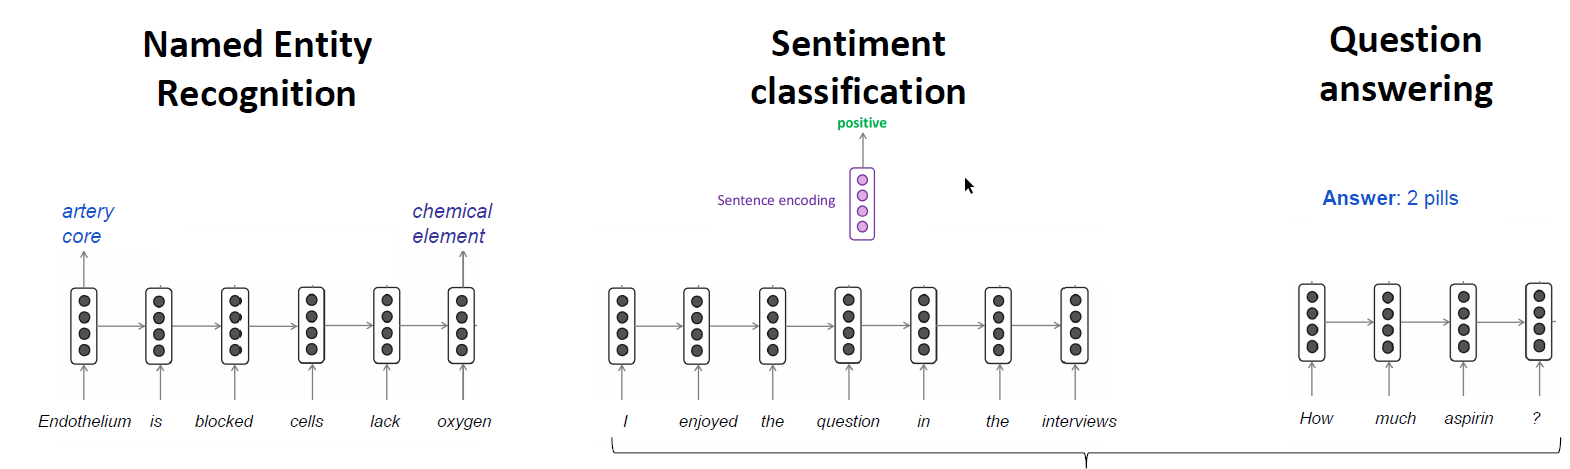 Named Entity
Recognition
artery
core
chemical
element
Endothelium is blocked cells lack oxygen
Sentiment
classification
positive
Sentence encoding
I enjoyed the question in the interviews
Question
answering
Answer: 2 pills
How much aspirin ?